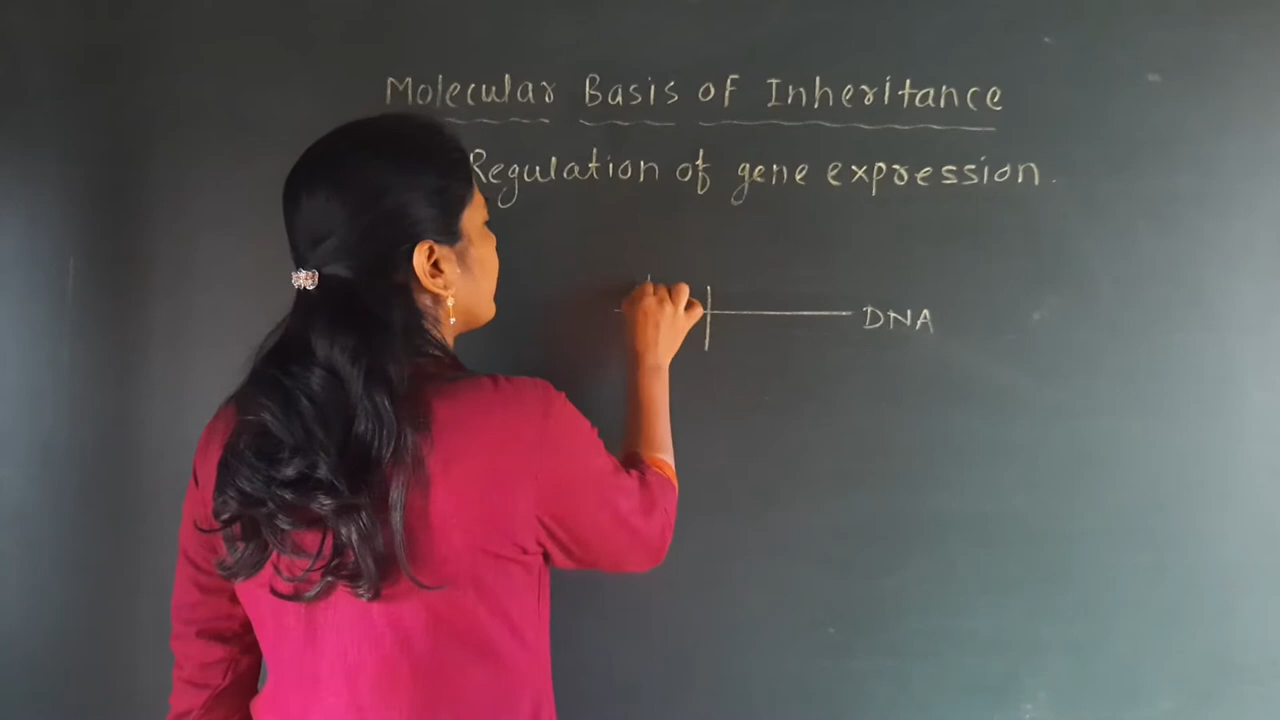 Molecular Basis of Inheritance
Regulation of gene expression.
DNA